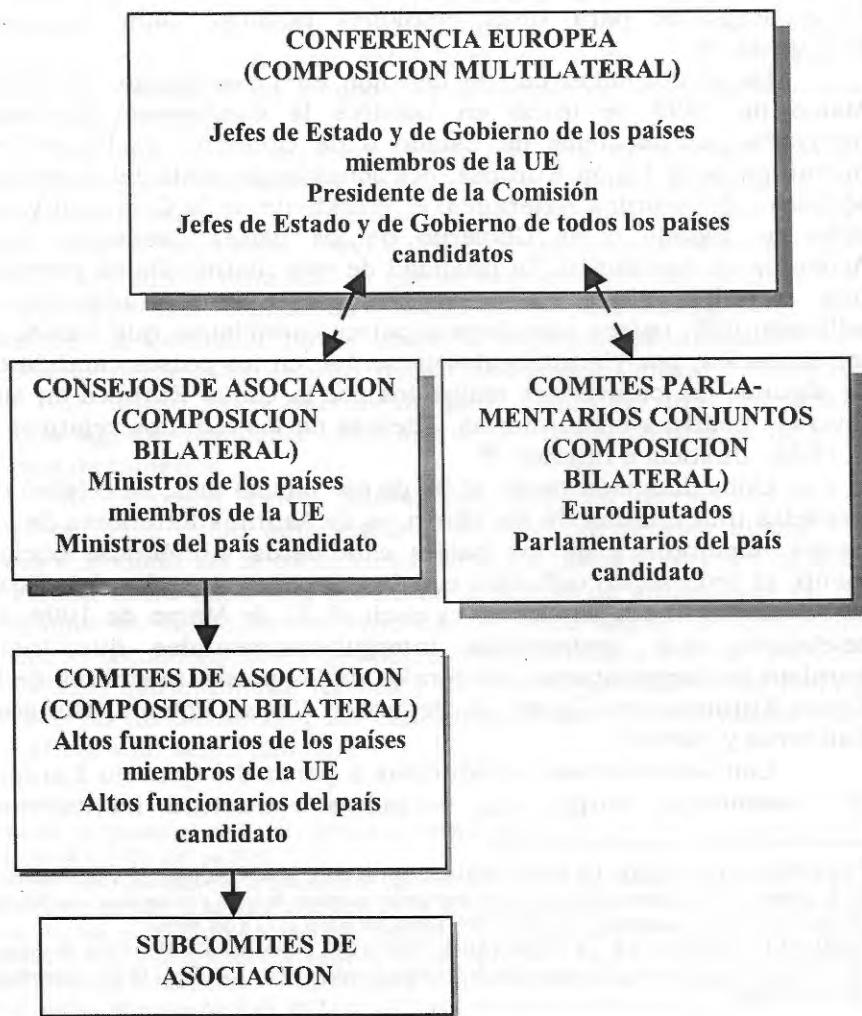 CONFERENCIA EUROPEA
(COMPOSICION MULTILATERAL)
Jefes de Estado y de Gobierno de los países
miembros de la UE
Presidente de la Comisión
Jefes de Estado y de Gobierno de todos los países
candidatos
CONSEJOS DE ASOCIACION
(COMPOSICION
BILATERAL)
Ministros de los países
miembros de la UE
Ministros del país candidato
COMITES PARLA-
MENTARIOS CONJUNTOS
(COMPOSICION
BILATERAL)
Eurodiputados
Parlamentarios del país
candidato
COMITES DE ASOCIACION
(COMPOSICION BILATERAL)
Altos funcionarios de los países
miembros de la UE
Altos funcionarios del país
candidato
SUBCOMITES DE
ASOCIACION